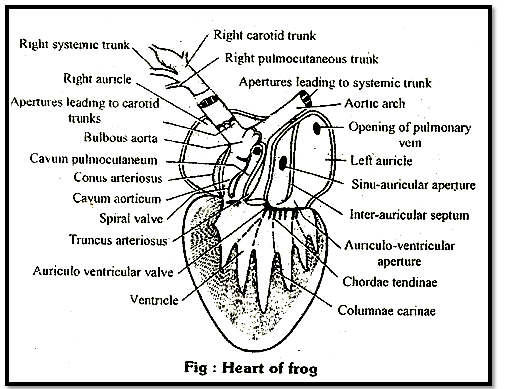 Right carotid trunk
Right systemic trunk
Right pulmocutaneous trunk
Right auricle
Apertures leading to systemic trunk
Apertures leading to carotid
trunks
Aortic arch
Bulbous aorta
Opening of pulmonary
vein
Cavum pulmocutaneum
Left auricle
Conus arteriosus
Sinu-auricular aperture
Cavum aorticum
Spiral valve
Inter-auricular septum
Truncus arteriosus
Auriculo-ventricular
aperture
Auriculo ventricular valve
Chordae tendinae
Ventricle
Columnae carinae
Fig : Heart of frog